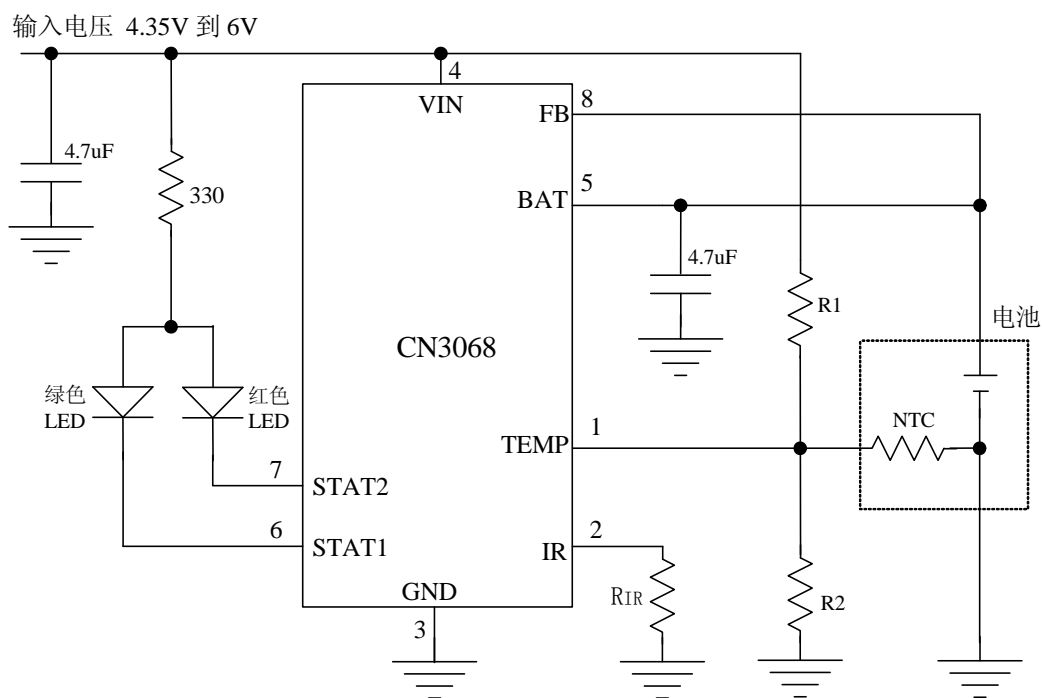 输入电压 4.35V 到 6V
4
VIN
FB
8
4.7uF
330
BAT
5
4.7uF
R1
CN3068
电池
绿色
LED
红色
LED
NTC
TEMP
1
7
STAT2
6
STAT1
IR
2
RIR
R2
GND
3